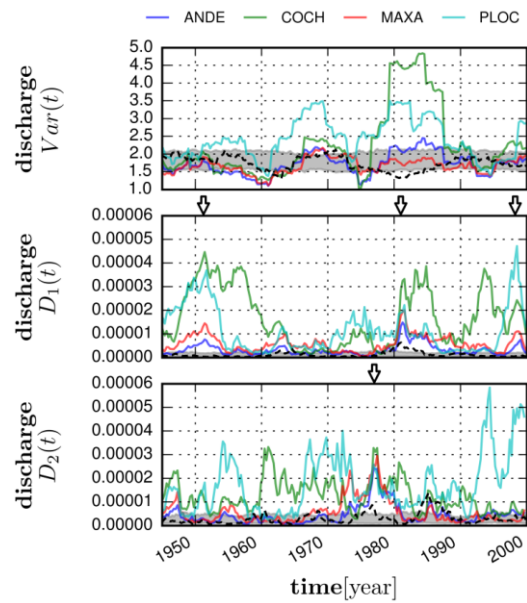 ANDE COCH MAXA PLOC
discharge
Var(t)
5.0
4.5
4.0
3.5
3.0
2.5
2.0
1.5
1.0
discharge
D₁(t)
0.00006
0.00005
0.00004
0.00003
0.00002
0.00001
0.00000
discharge
D₂(t)
0.00006
0.00005
0.00004
0.00003
0.00002
0.00001
0.00000
1950 1960 1970 1980 1990 2000
time[year]